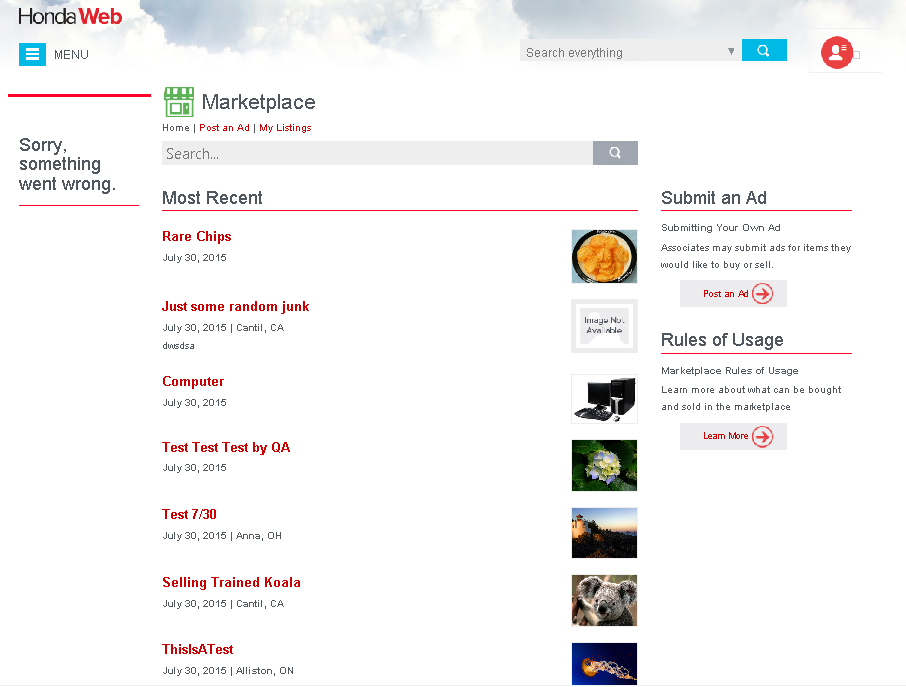 HondaWeb
MENU
Search everything
Sorry,
something
went wrong.
Marketplace
Home | Post an Ad | My Listings
Search...
Most Recent
Rare Chips
July 30, 2015
Just some random junk
July 30, 2015 | Cantil, CA
dwsdsa
Image Not
Available
Computer
July 30, 2015
Test Test Test by QA
July 30, 2015
Test 7/30
July 30, 2015 | Anna, OH
Selling Trained Koala
July 30, 2015 | Cantil, CA
ThisIsATest
July 30, 2015 | Alliston, ON
Submit an Ad
Submitting Your Own Ad
Associates may submit ads for items they
would like to buy or sell.
Post an Ad
Rules of Usage
Marketplace Rules of Usage
Learn more about what can be bought
and sold in the marketplace
Learn More